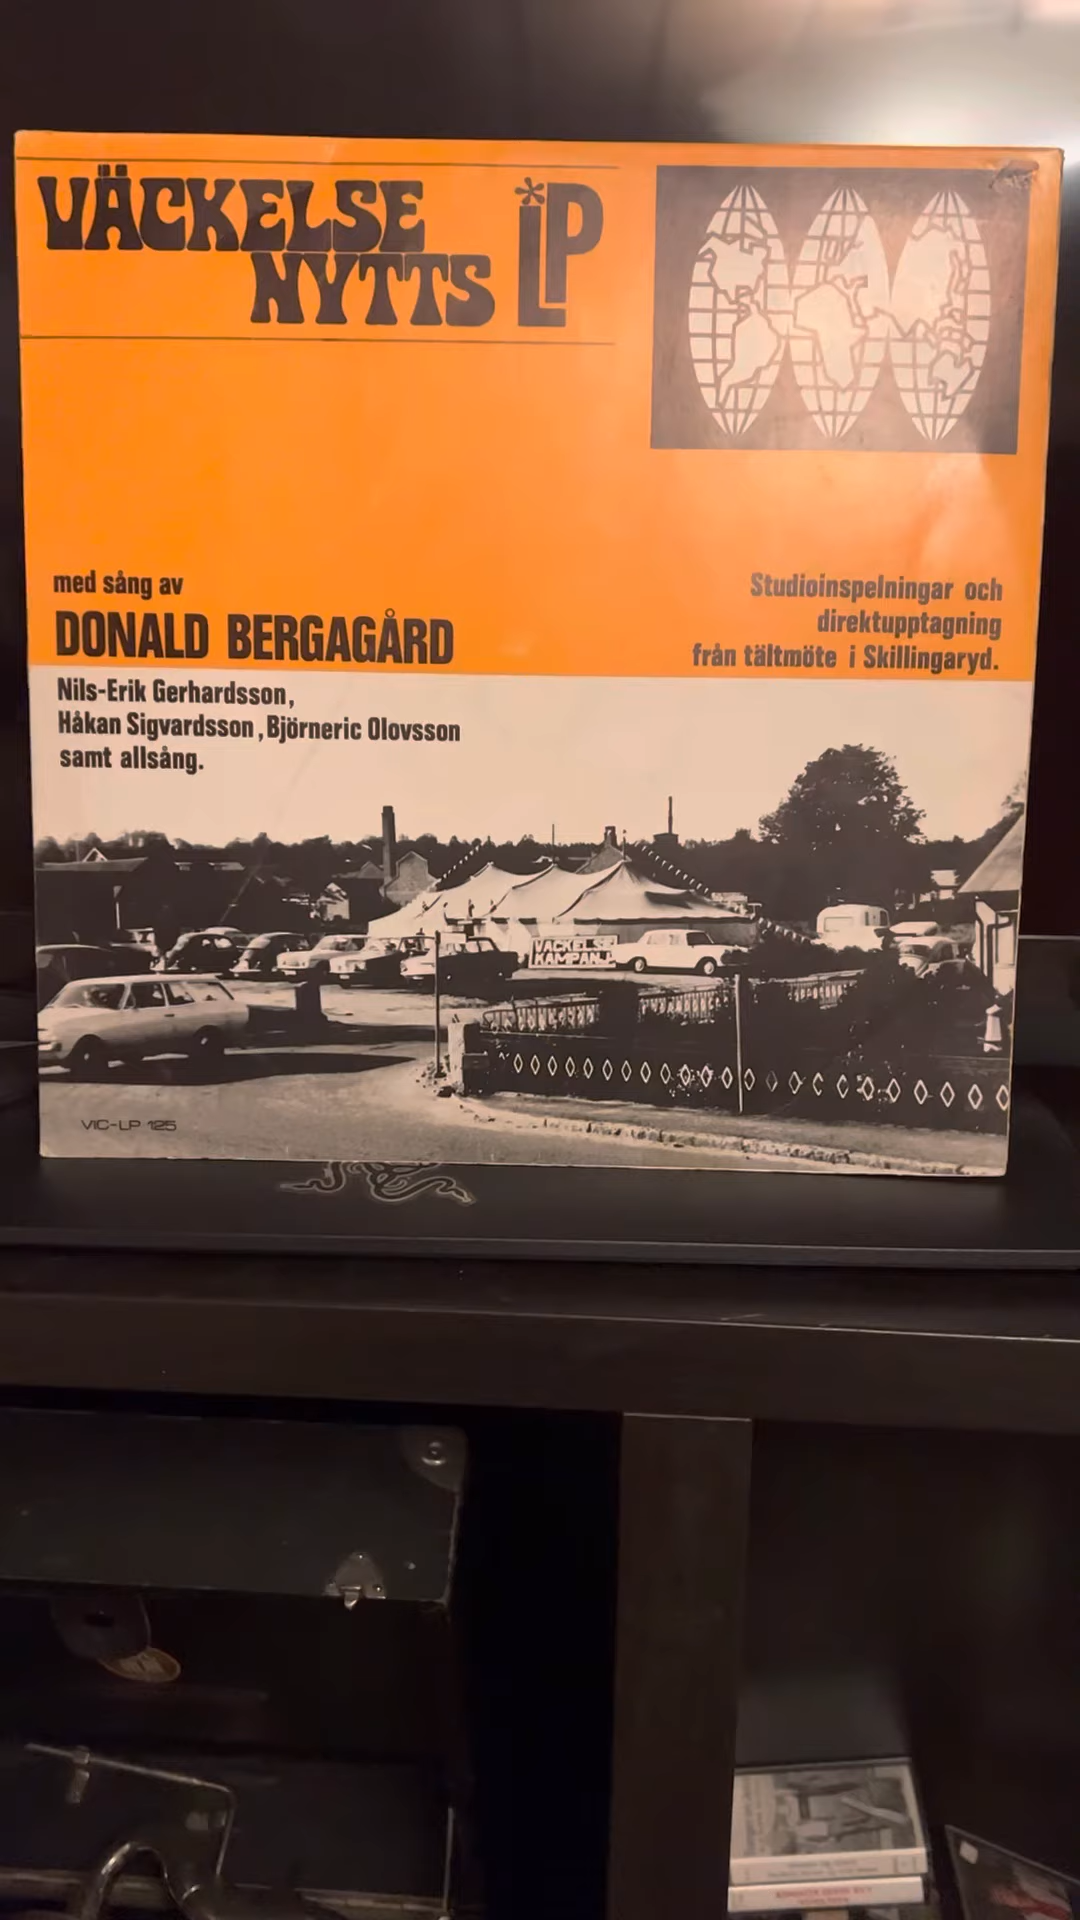 VÄCKELSE
NYTTS LP
med sång av
DONALD BERGAGÅRD
Nils-Erik Gerhardsson,
Håkan Sigvardsson, Björneric Olovsson
samt allsång.
Studioinspelningar och
direktupptagning
från tältmöte i Skillingaryd.
VÄCKELSE
KAMPANJ
VIC-LP 125